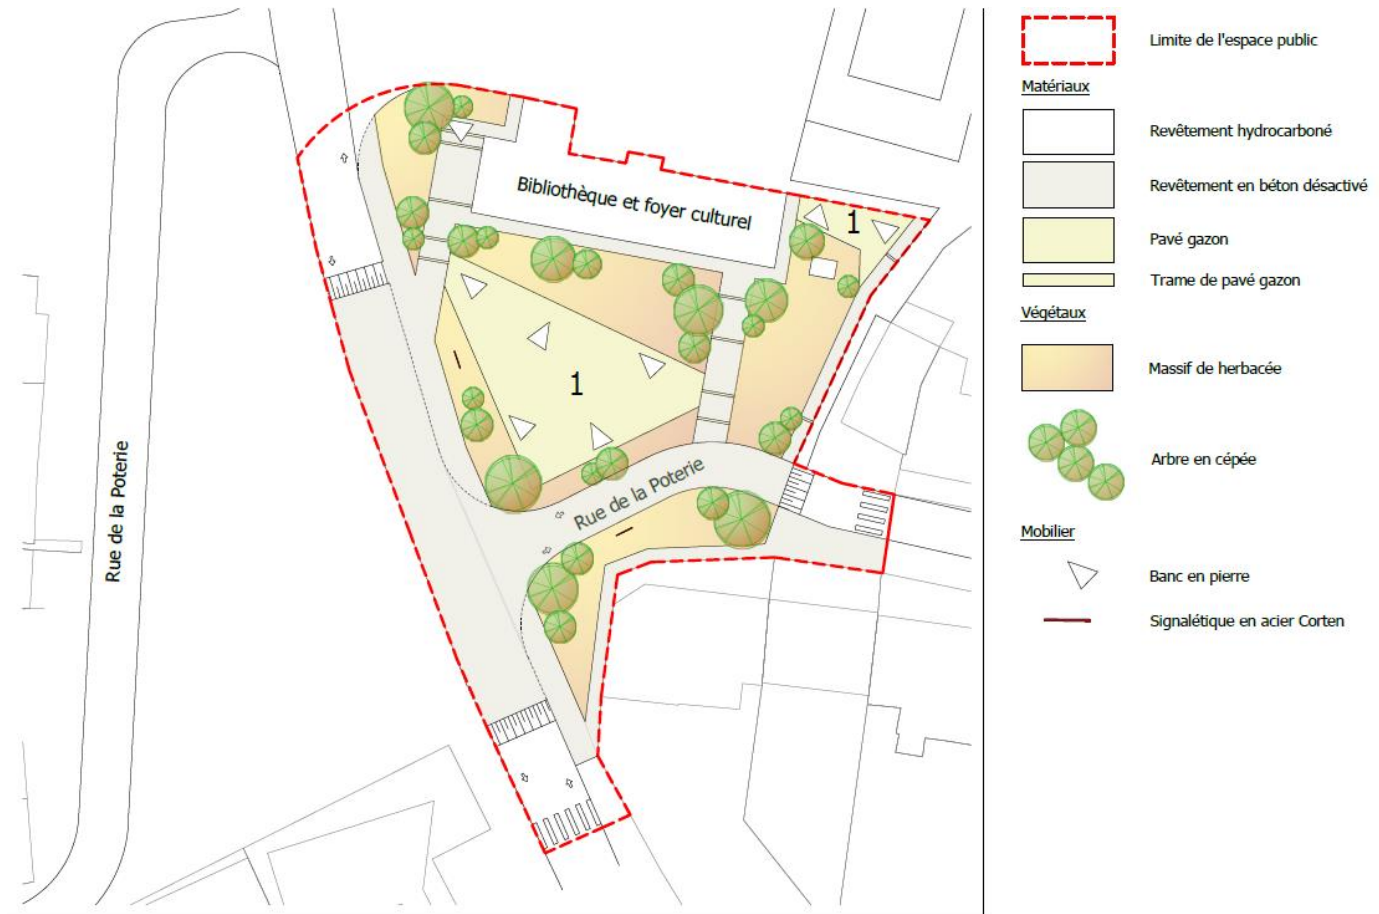 Bibliothèque et foyer culturel
1
1
Rue de la Poterie
Rue de la Poterie
Limite de l'espace public
Matériaux
Revêtement hydrocarboné
Revêtement en béton désactivé
Pavé gazon
Trame de pavé gazon
Végétaux
Massif de herbacée
Arbre en cépée
Mobilier
Banc en pierre
Signalétique en acier Corten